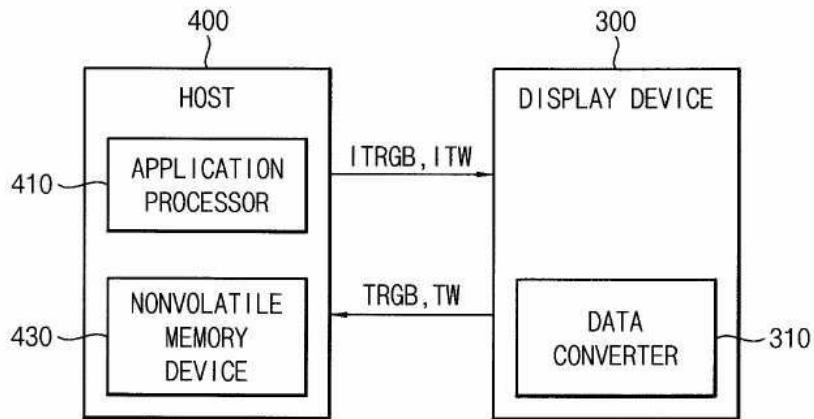 400
300
HOST
DISPLAY DEVICE
410
APPLICATION
PROCESSOR
ITRGB, ITW
430
NONVOLATILE
MEMORY
DEVICE
TRGB, TW
DATA
CONVERTER
310